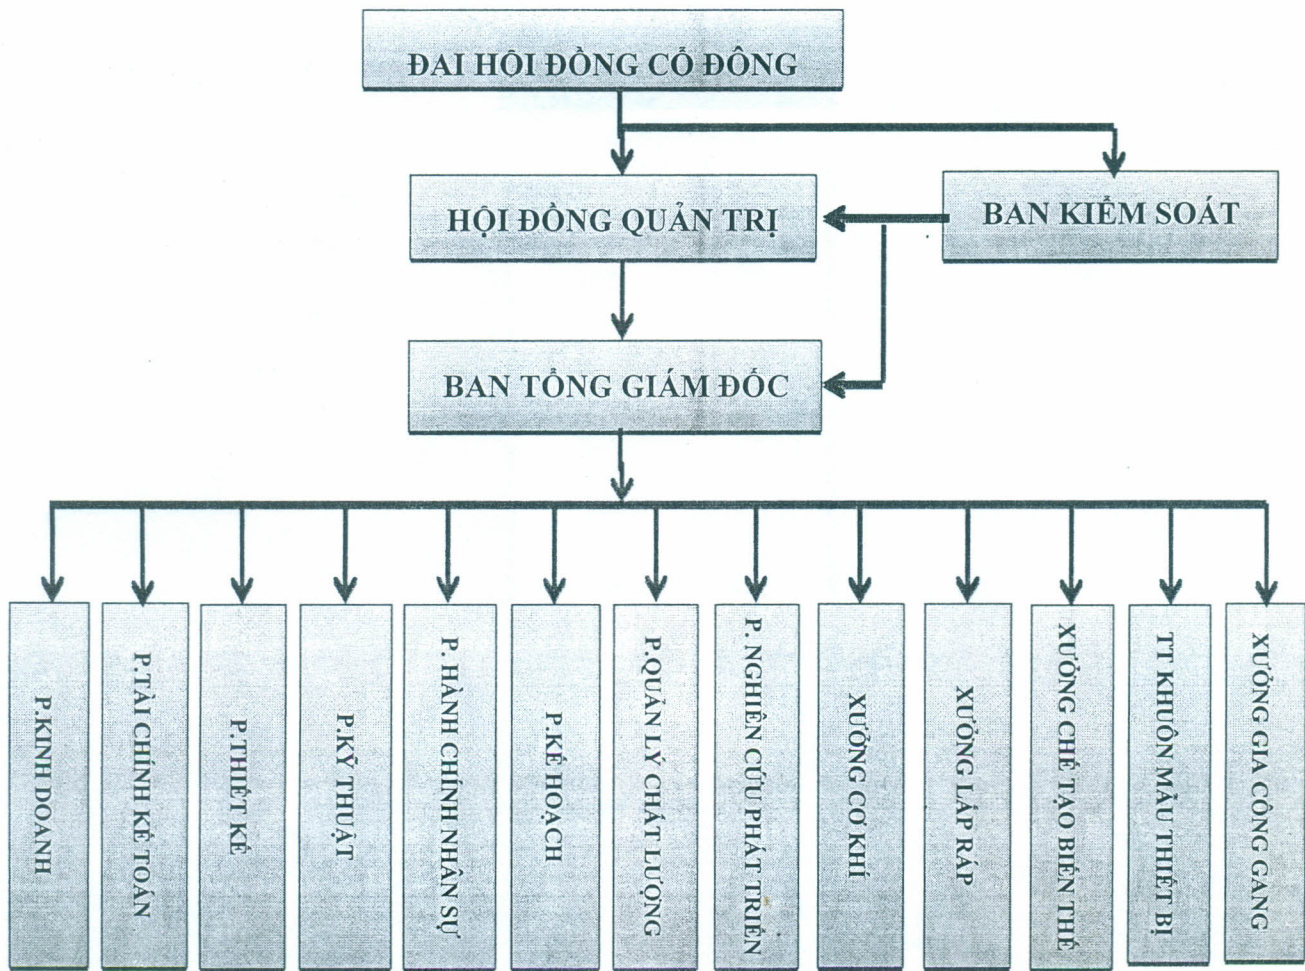 ĐAI HỘI ĐỒNG CỔ ĐÔNG
HỘI ĐỒNG QUẢN TRỊ
BAN KIỂM SOÁT
BAN TỔNG GIÁM ĐỐC
P.KINH DOANH
P.TÀI CHÍNH KẾ TOÁN
P.THIẾT KẾ
P.KỸ THUẬT
P. HÀNH CHÍNH NHÂN SỰ
P.KẾ HOẠCH
P.QUẢN LÝ CHẤT LƯỢNG
P. NGHIÊN CỨU PHÁT TRIỂN
XƯỞNG CƠ KHÍ
XƯỞNG LẮP RÁP
XƯỞNG CHẾ TẠO BIẾN THẾ
TT KHUÔN MẪU THIẾT BỊ
XƯỞNG GIA CÔNG GANG